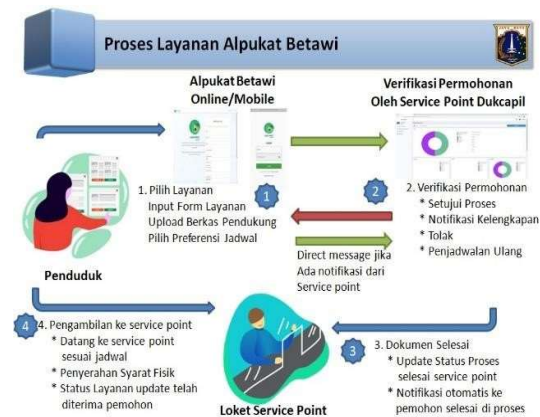 Proses Layanan Alpukat Betawi
Alpukat Betawi
Online/Mobile
Verifikasi Permohonan
Oleh Service Point Dukcapil
1. Pilih Layanan
Input Form Layanan
Upload Berkas Pendukung
Pilih Preferensi Jadwal
1
2
2. Verifikasi Permohonan
* Setujui Proses
* Notifikasi Kelengkapan
* Tolak
* Penjadwalan Ulang
Direct message jika
Ada notifikasi dari
Service point
Penduduk
4
4. Pengambilan ke service point
* Datang ke service point
sesuai jadwal
* Penyerahan Syarat Fisik
* Status Layanan update telah
diterima pemohon
Loket Service Point
3
3. Dokumen Selesai
* Update Status Proses
selesai service point
* Notifikasi otomatis ke
pemohon selesai di proses